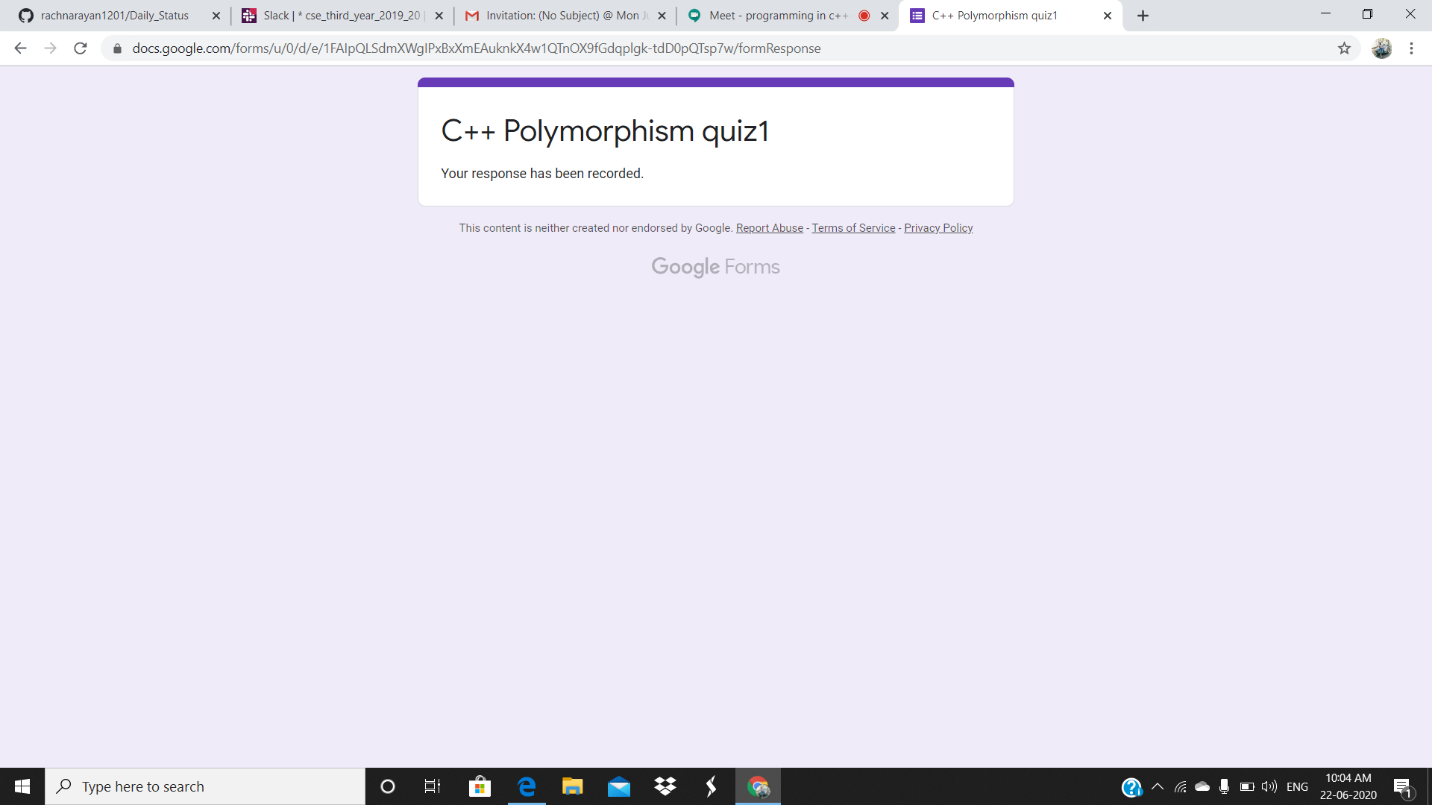 rachnarayan1201/Daily_Status
Slack | * cse_third_year_2019_20 |
Invitation: (No Subject) @ Mon Ju
Meet - programming in c++
C++ Polymorphism quiz1
docs.google.com/forms/u/0/d/e/1FAIpQLSdmXWgIPxBxXmEAuknkX4w1QTnOX9fGdqplgk-tdD0pQTsp7w/formResponse
C++ Polymorphism quiz1
Your response has been recorded.
This content is neither created nor endorsed by Google. Report Abuse - Terms of Service - Privacy Policy
Google Forms
Type here to search
ENG
10:04 AM
22-06-2020
1